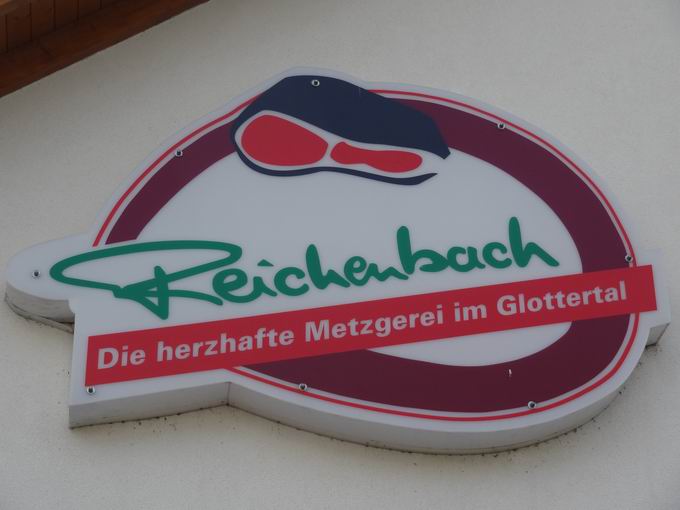 Reichenbach
Die herzhafte Metzgerei im Glottertal